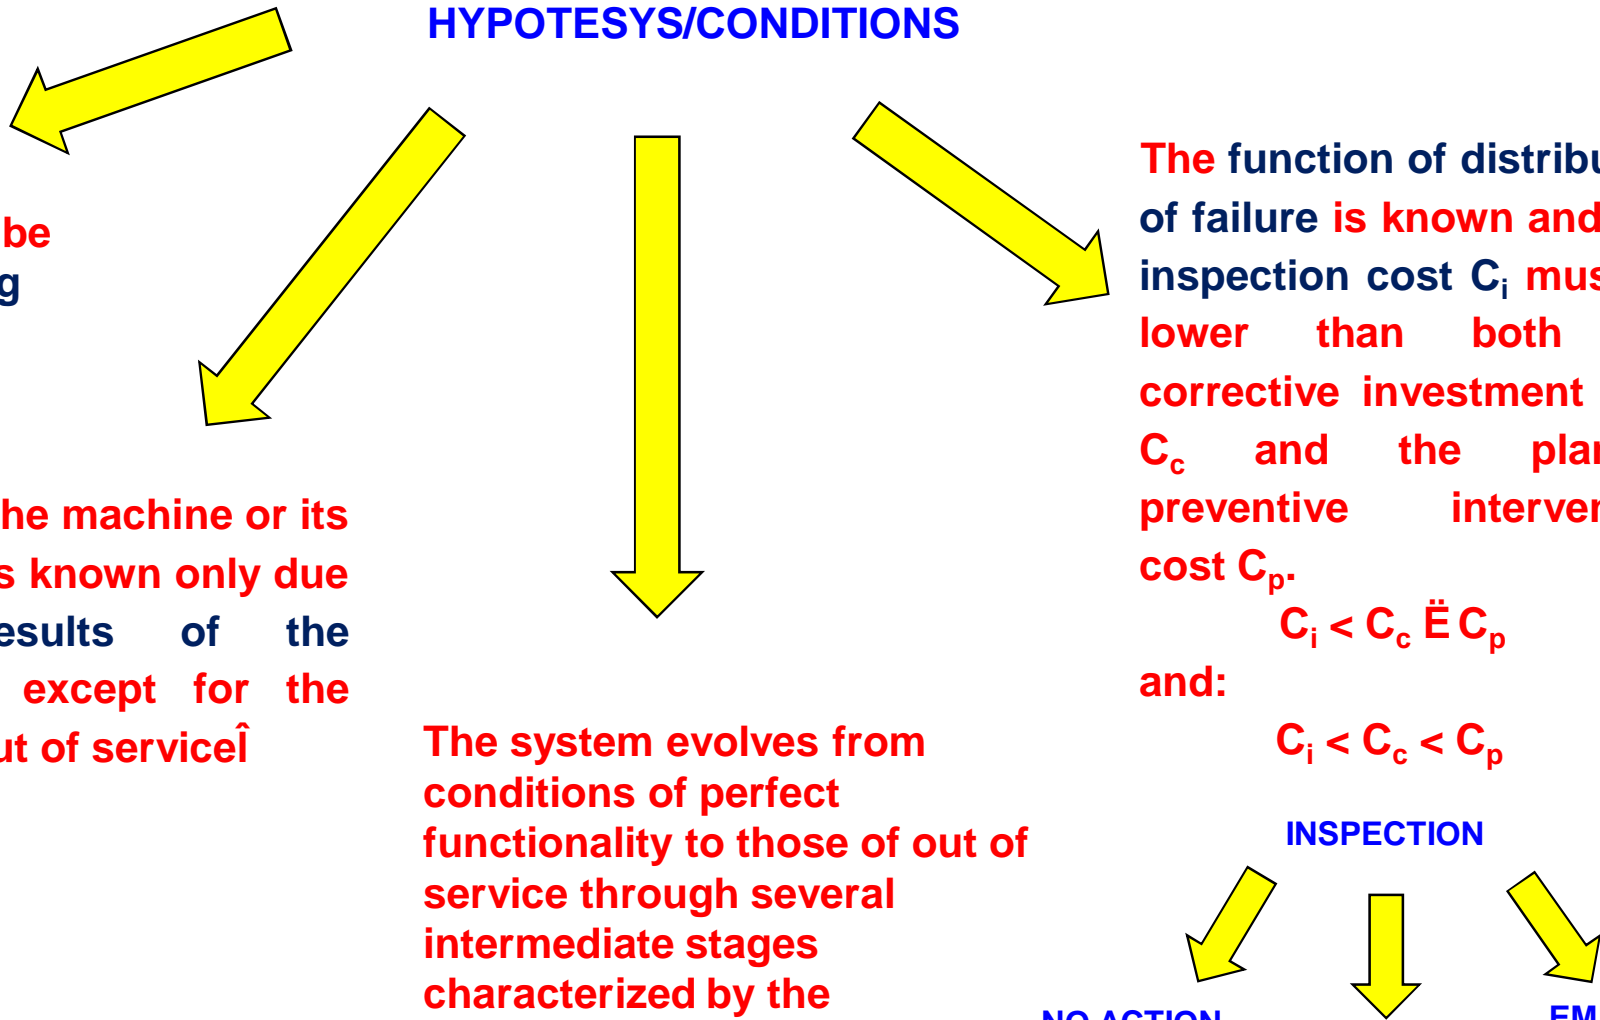 HYPOTESYS/CONDITIONS
be
g
he machine or its
s known only due
esults of the
except for the
ut of serviceÎ
The system evolves from
conditions of perfect
functionality to those of out of
service through several
intermediate stages
characterized by the
The function of distribu
of failure is known and
inspection cost Ci mus
lower than both
corrective investment
Cc and the plan
preventive interven
cost Cp.
Ci < Cc Ë Cp
and:
Ci < Cc < Cp
INSPECTION
NO ACTION
EM